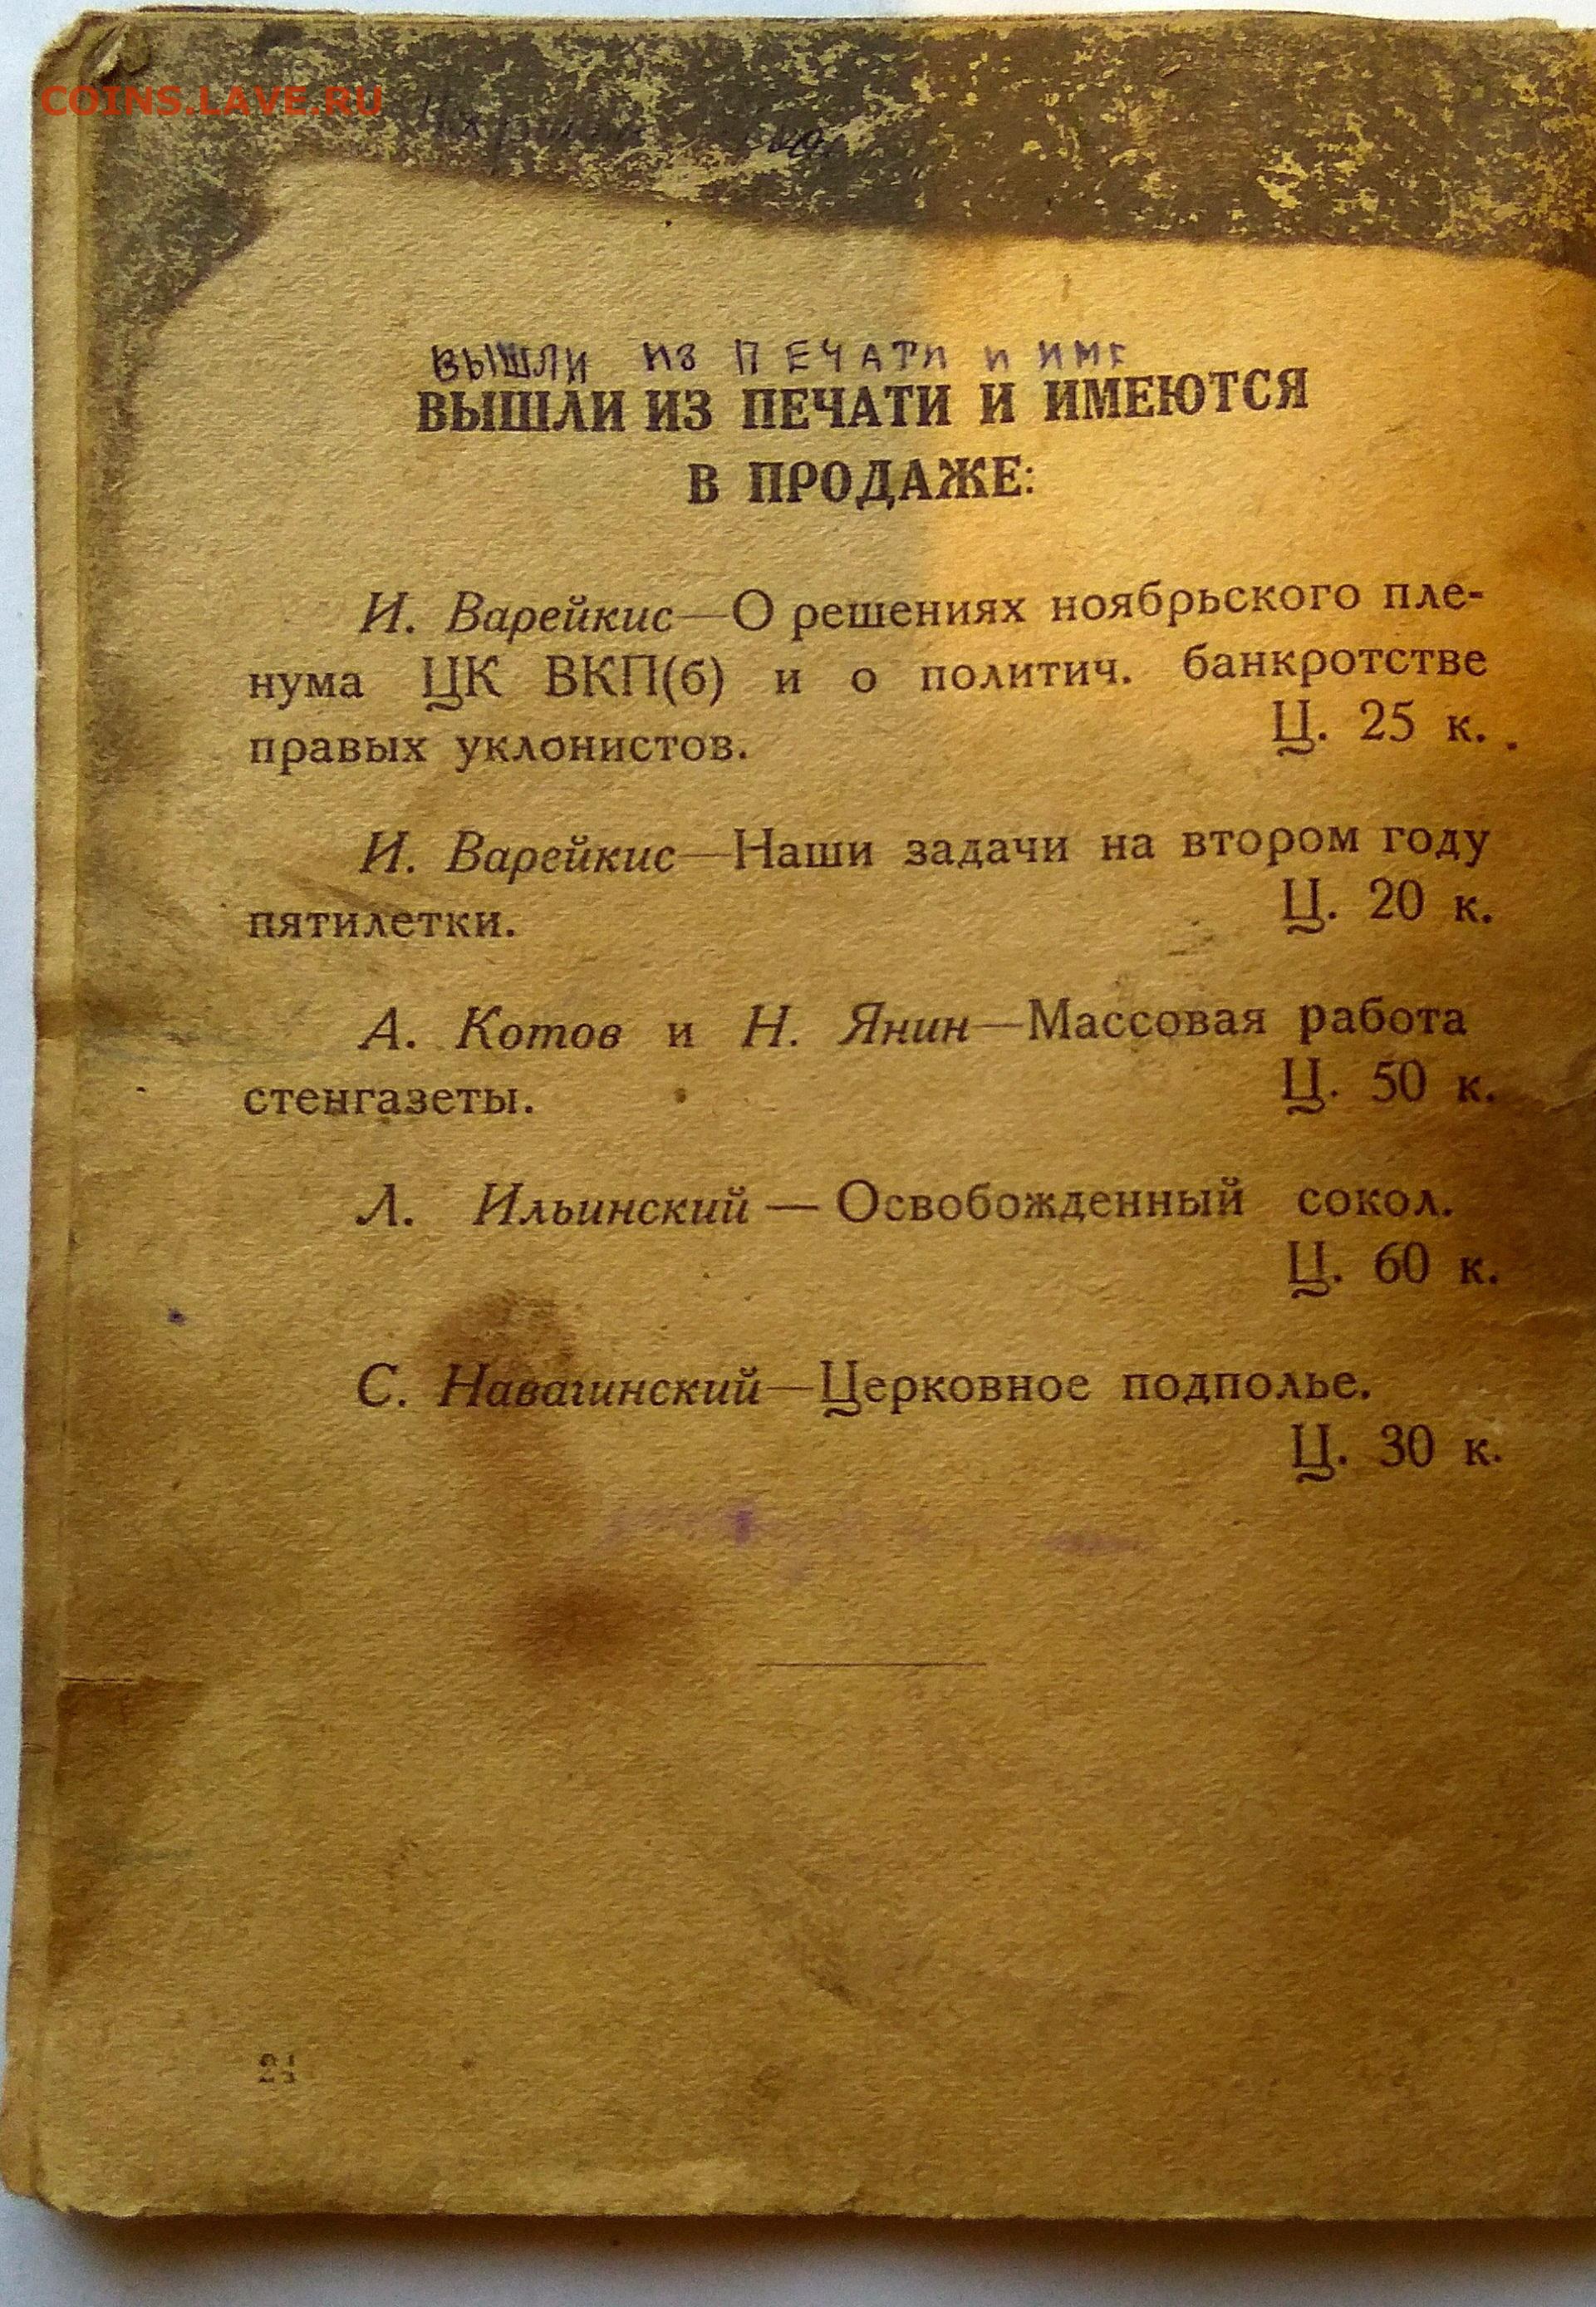 COINS.LAVE.RU
ВЫШЛИ ИЗ ПЕЧАТИ И ИМЕ
ВЫШЛИ ИЗ ПЕЧАТИ И ИМЕЮТСЯ
В ПРОДАЖЕ:
И. Варейкис—О решениях ноябрьского пле-
нума ЦК ВКП(б) и о политич. банкротстве
правых уклонистов. Ц. 25 к.
И. Варейкис—Наши задачи на втором году
пятилетки. Ц. 20 к.
А. Котов и Н. Янин—Массовая работа
стенгазеты. Ц. 50 к.
Л. Ильинский — Освобожденный сокол.
Ц. 60 к.
С. Навагинский—Церковное подполье.
Ц. 30 к.